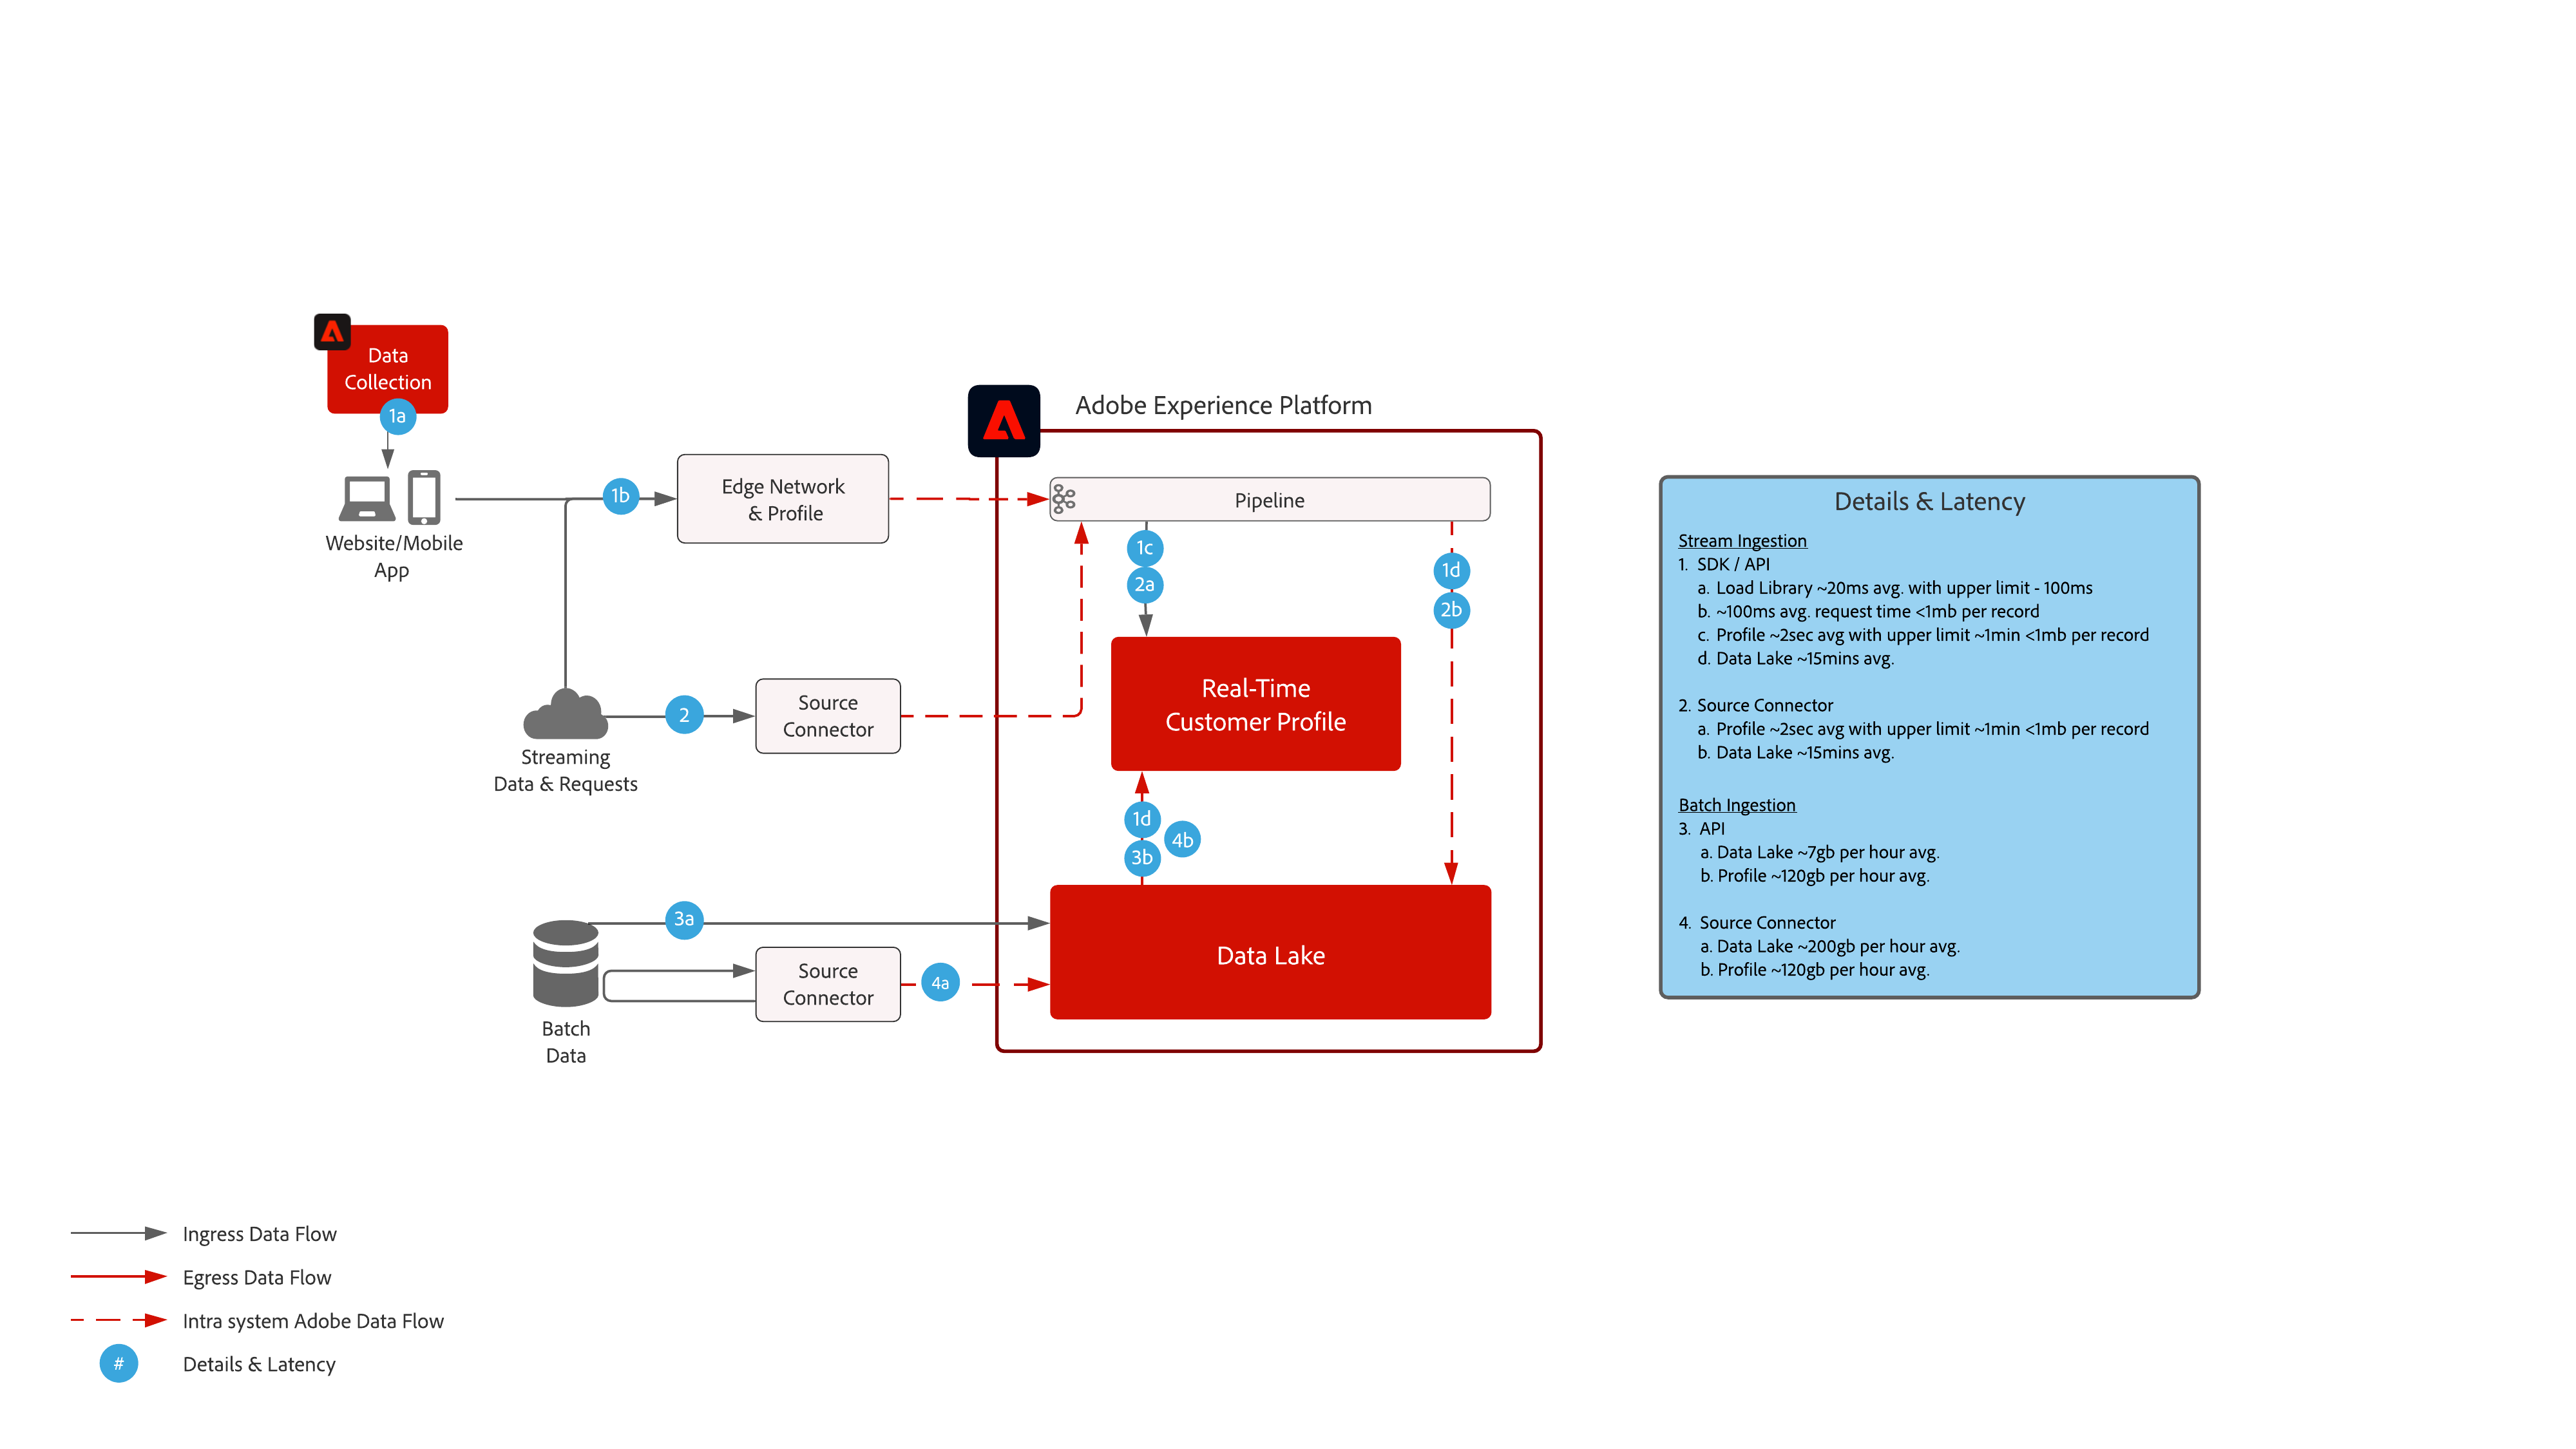 Data
Collection
1a
Website/Mobile
App
1b
Edge Network
& Profile
Streaming
Data & Requests
2
Source
Connector
Batch
Data
3a
Source
Connector
4a
Adobe Experience Platform
Pipeline
1c
2a
1d
2b
Real-Time
Customer Profile
1d
4b
3b
Data Lake
Details & Latency
Stream Ingestion
1. SDK / API
a. Load Library ~20ms avg. with upper limit - 100ms
b. ~100ms avg. request time <1mb per record
c. Profile ~2sec avg with upper limit ~1min <1mb per record
d. Data Lake ~15mins avg.
2. Source Connector
a. Profile ~2sec avg with upper limit ~1min <1mb per record
b. Data Lake ~15mins avg.
Batch Ingestion
3. API
a. Data Lake ~7gb per hour avg.
b. Profile ~120gb per hour avg.
4. Source Connector
a. Data Lake ~200gb per hour avg.
b. Profile ~120gb per hour avg.
Ingress Data Flow
Egress Data Flow
Intra system Adobe Data Flow
# Details & Latency